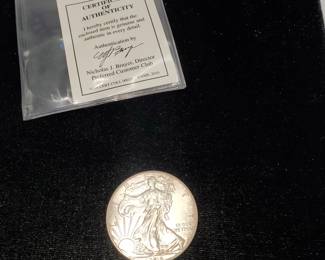 CERTIFICATE
OF AUTHENTICITY
I hereby certify that the
enclosed item is genuine and
authentic in every detail.
Authentication by
Nicholas J. Bruyer, Director
Preferred Customer Club